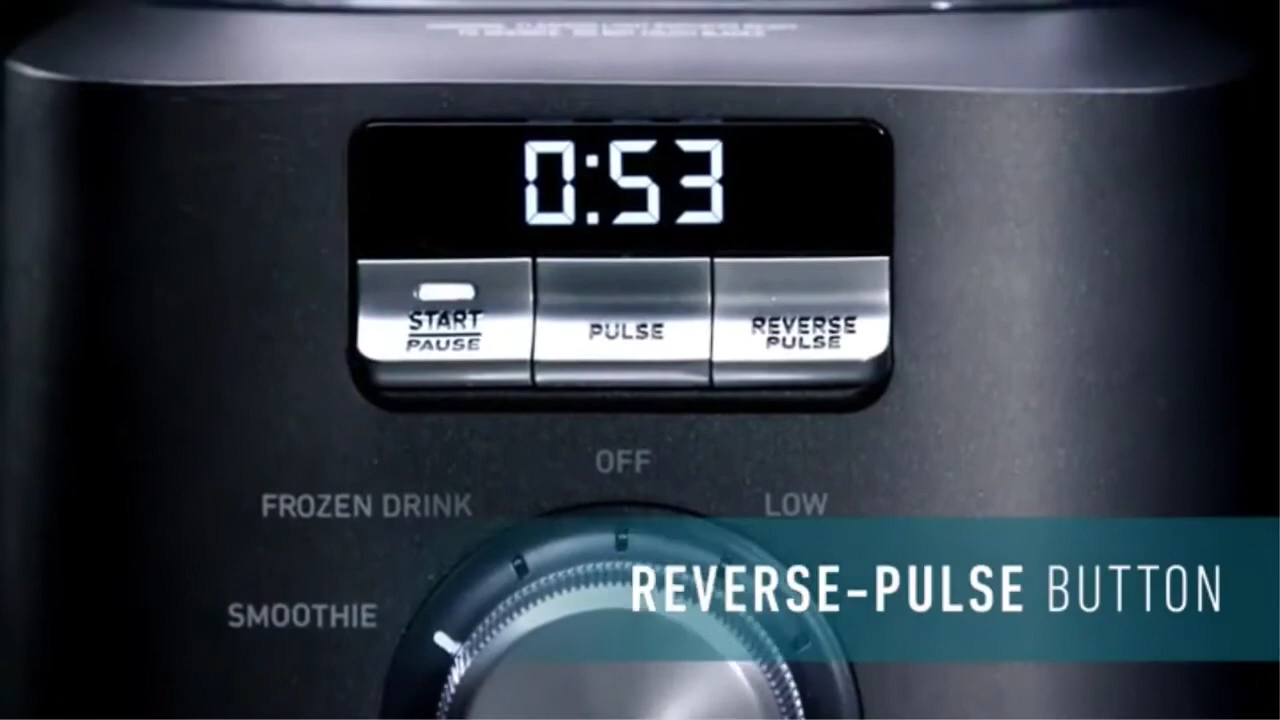 0:53
START
PAUSE
PULSE
REVERSE
PULSE
OFF
FROZEN DRINK
LOW
SMOOTHIE
REVERSE-PULSE BUTTON